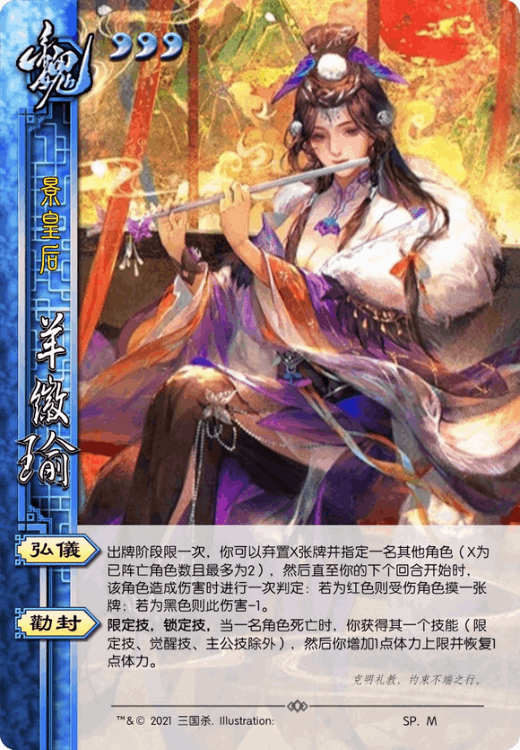 魏
景皇后
羊徽瑜
弘儀
出牌阶段限一次，你可以弃置X张牌并指定一名其他角色（X为
已阵亡角色数且最多为2），然后直至你的下个回合开始时，
该角色造成伤害时进行一次判定：若为红色则受伤角色摸一张
牌；若为黑色则此伤害-1。
勸封
限定技，锁定技，当一名角色死亡时，你获得其一个技能（限
定技、觉醒技、主公技除外），然后你增加1点体力上限并恢复1
点体力。
克明礼教，约束不端之行。
™&© 2021 三国杀. Illustration:
SP. M